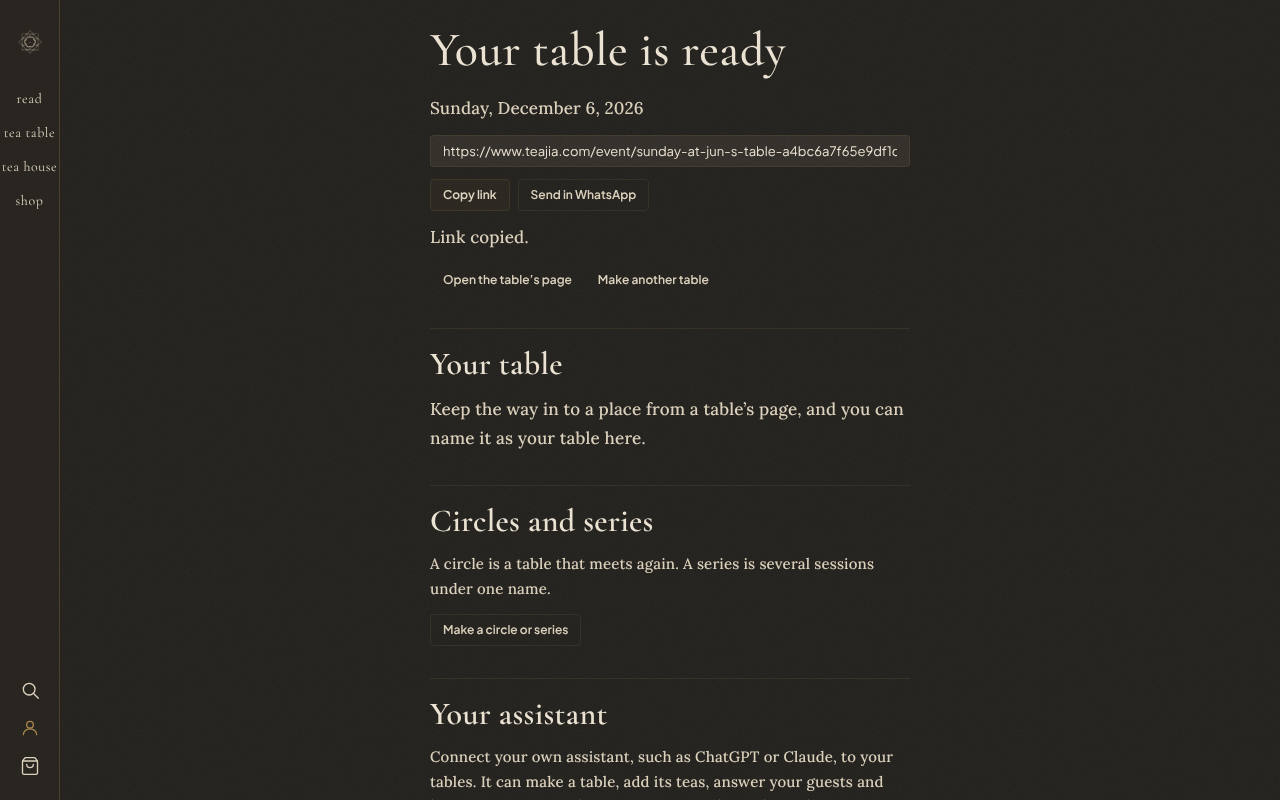 Your table is ready
read
tea table
tea house
shop
Sunday, December 6, 2026
https://www.teajia.com/event/sunday-at-jun-s-table-a4bc6a7f65e9df1c
Copy link
Send in WhatsApp
Link copied.
Open the table’s page
Make another table
Your table
Keep the way in to a place from a table’s page, and you can
name it as your table here.
Circles and series
A circle is a table that meets again. A series is several sessions
under one name.
Make a circle or series
Your assistant
Connect your own assistant, such as ChatGPT or Claude, to your
tables. It can make a table, add its teas, answer your guests and